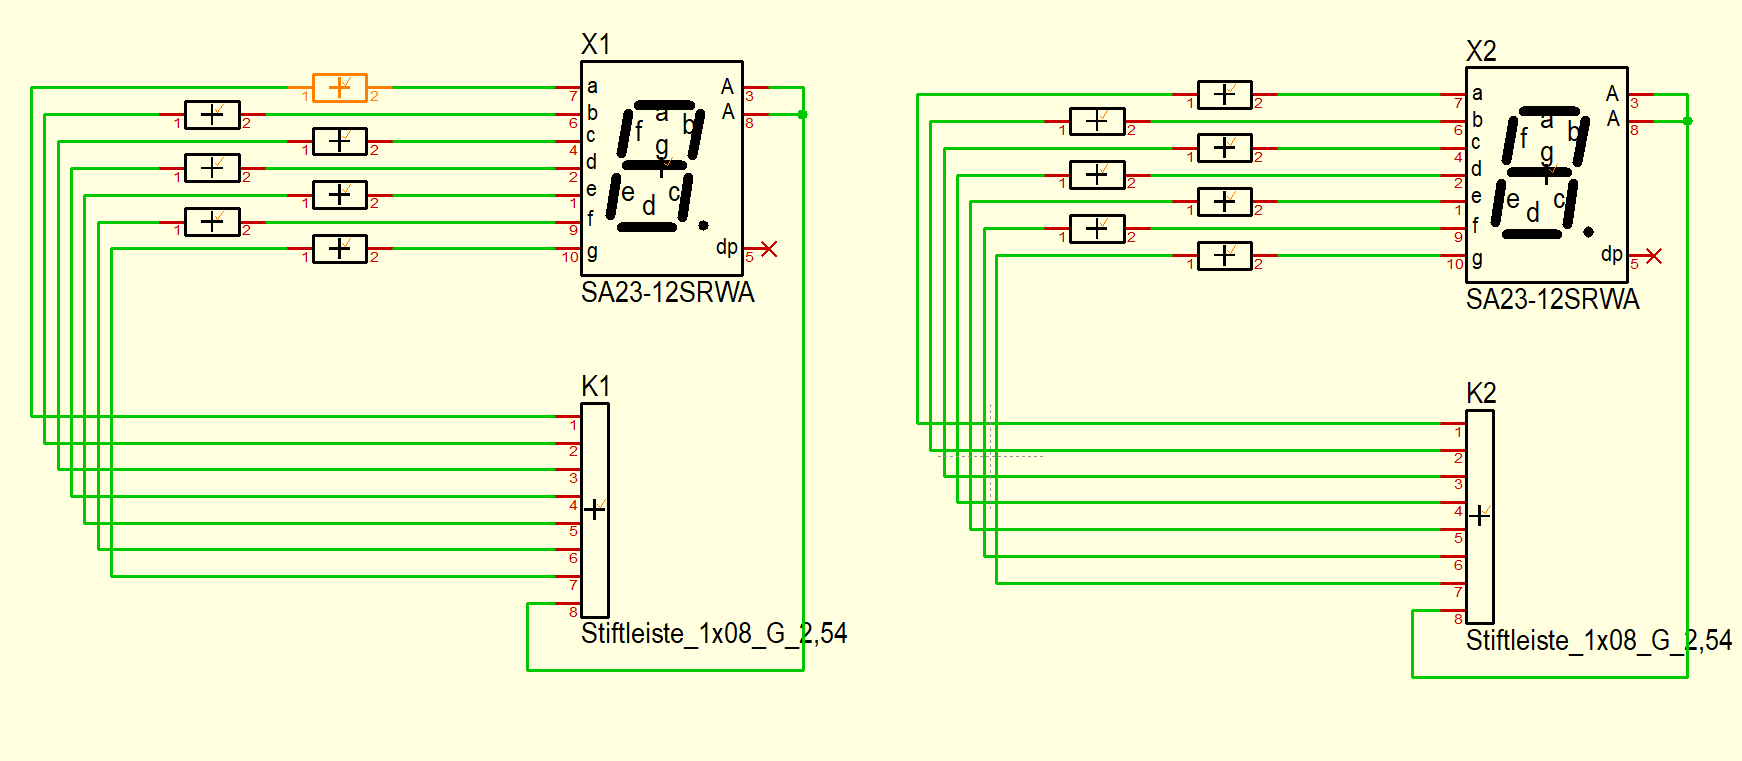 X1
1 2
7 a
A 3
1 2
6 b
A 8
1 2
4 c
1 2
2 d
1 2
1 e
1 2
9 f
1 2
10 g
a
f b
g
e c
d
dp 5
SA23-12SRWA
K1
1
2
3
4
5
6
7
8
Stiftleiste_1x08_G_2,54
X2
1 2
7 a
A 3
1 2
6 b
A 8
1 2
4 c
1 2
2 d
1 2
1 e
1 2
9 f
1 2
10 g
a
f b
g
e c
d
dp 5
SA23-12SRWA
K2
1
2
3
4
5
6
7
8
Stiftleiste_1x08_G_2,54